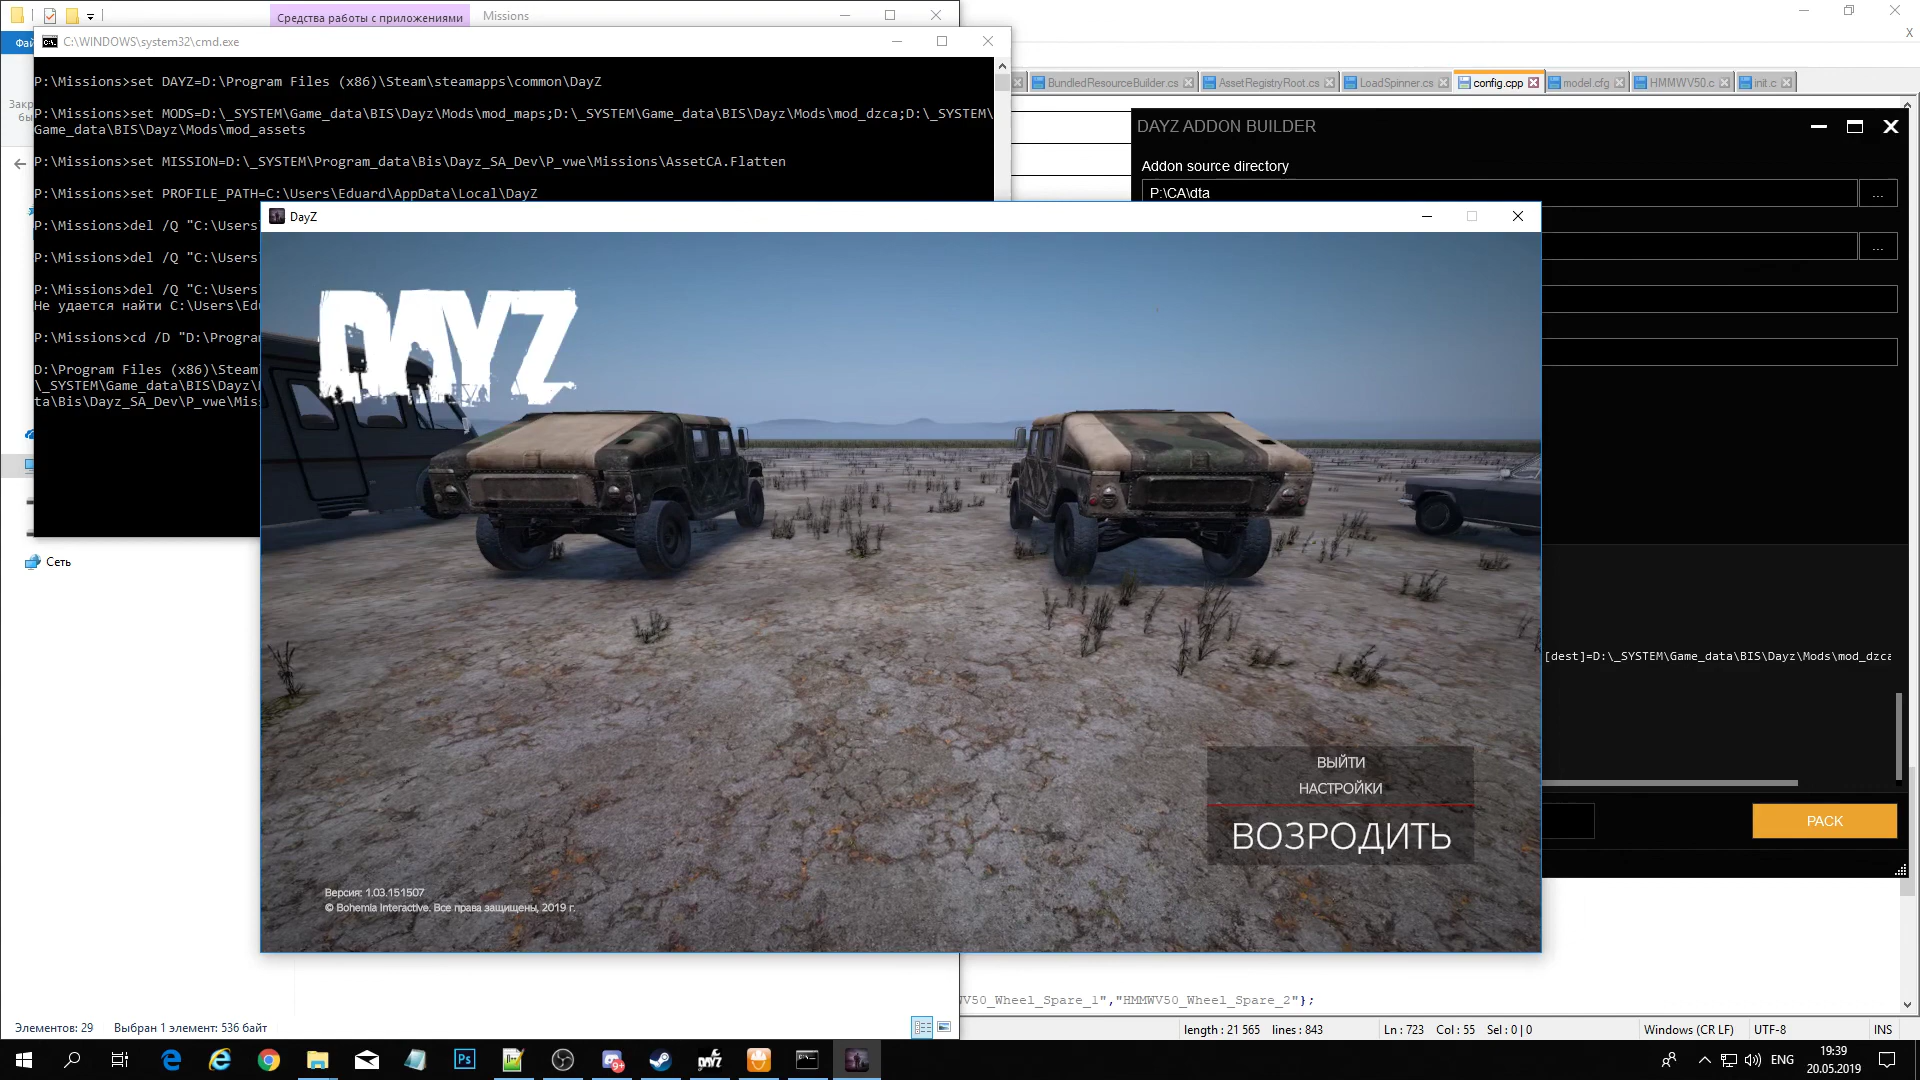 Средства работы с приложениями
Missions
C:\WINDOWS\system32\cmd.exe
P:\Missions>set DAYZ=D:\Program Files (x86)\Steam\steamapps\common\DayZ
P:\Missions>set MODS=D:\_SYSTEM\Game_data\BIS\Dayz\Mods\mod_maps;D:\_SYSTEM\Game_data\BIS\Dayz\Mods\mod_dzca;D:\_SYSTEM\
Game_data\BIS\Dayz\Mods\mod_assets
P:\Missions>set MISSION=D:\_SYSTEM\Program_data\Bis\Dayz_SA_Dev\P_vwe\Missions\AssetCA.Flatten
P:\Missions>set PROFILE_PATH=C:\Users\Eduard\AppData\Local\DayZ
P:\Missions>del /Q "C:\Users
P:\Missions>del /Q "C:\Users
P:\Missions>del /Q "C:\Users
Не удается найти C:\Users\Edu
P:\Missions>cd /D "D:\Program
D:\Program Files (x86)\Steam
\_SYSTEM\Game_data\BIS\Dayz\
ta\Bis\Dayz_SA_Dev\P_vwe\Mis
Сеть
Элементов: 29
Выбран 1 элемент: 536 байт
BundledResourceBuilder.cs
AssetRegistryRoot.cs
LoadSpinner.cs
config.cpp
model.cfg
HMMWV50.c
init.c
DAYZ ADDON BUILDER
Addon source directory
P:\CA\dta
...
...
[dest]=D:\_SYSTEM\Game_data\BIS\Dayz\Mods\mod_dzca
PACK
DayZ
DAYZ
ВЫЙТИ
НАСТРОЙКИ
ВОЗРОДИТЬ
Версия: 1.03.151507
© Bohemia Interactive. Все права защищены, 2019 г.
WV50_Wheel_Spare_1","HMMWV50_Wheel_Spare_2"};
length : 21 565 lines : 843
Ln : 723 Col : 55 Sel : 0 | 0
Windows (CR LF)
UTF-8
INS
ENG
19:39
20.05.2019